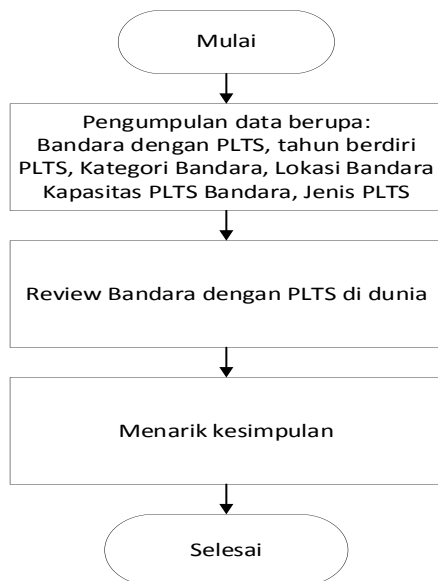 Mulai
Pengumpulan data berupa:
Bandara dengan PLTS, tahun berdiri
PLTS, Kategori Bandara, Lokasi Bandara
Kapasitas PLTS Bandara, Jenis PLTS
Review Bandara dengan PLTS di dunia
Menarik kesimpulan
Selesai